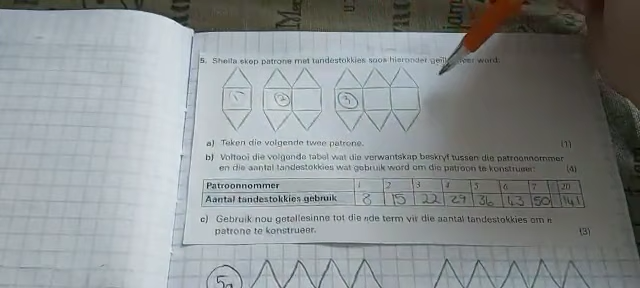 5. Sheila skep patrone met tandestokkies soos hieronder word.
1 2 3
a) Teken die volgende twee patrone. (1)
b) Voltooi die volgende tabel wat die verwantskap beskryf tussen die patroonnommer
en die aantal tandestokkies wat gebruik word om die patroon te konstrueer: (4)
Patroonnommer 1 2 3 4 5 6 7 20
Aantal tandestokkies gebruik 8 15 22 29 36 43 50 141
c) Gebruik nou getallesinne tot die nde term vir die aantal tandestokkies om 'n
patrone te konstrueer. (3)